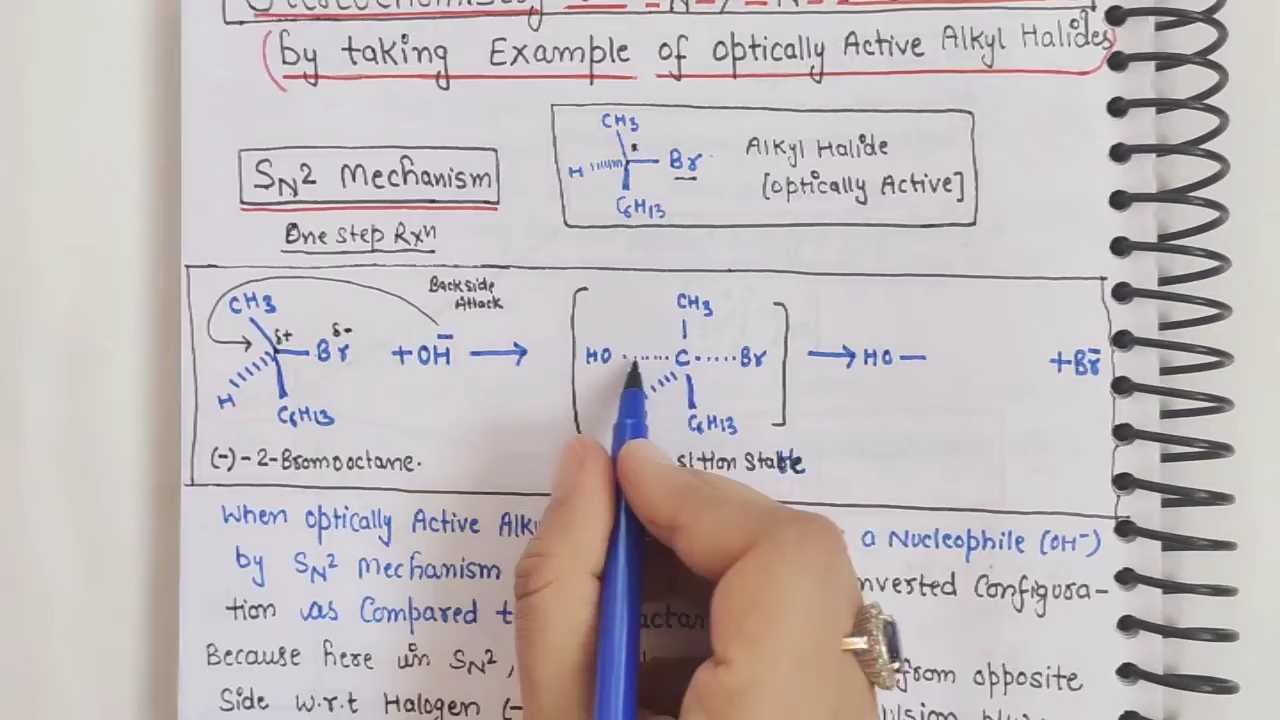 by taking Example of optically Active Alkyl Halides)
CH3
H Br
C6H13
Alkyl Halide
[optically Active]
SN2 Mechanism
One step Rxn
Backside
Attack
CH3
δ+ δ-
Br + OH-
H
C6H13
CH3
HO C Br
C6H13
HO + Br-
(-)-2-Bromooctane.
State
When optically Active a Nucleophile (OH-)
by SN2 mechanism Inverted Configura-
tion as Compared
Because here in SN2, from opposite
Side w.r.t Halogen